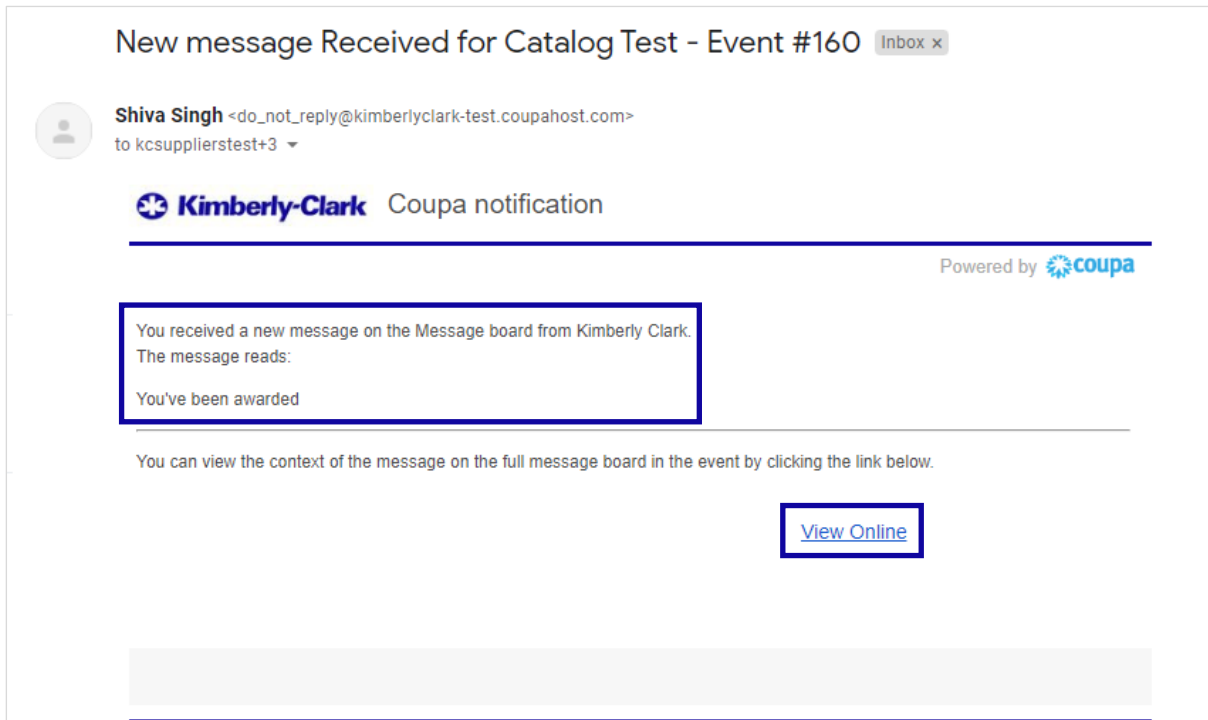 New message Received for Catalog Test - Event #160 Inbox x
Shiva Singh <do_not_reply@kimberlyclark-test.coupahost.com>
to kcsupplierstest+3
Kimberly-Clark Coupa notification
Powered by coupa
You received a new message on the Message board from Kimberly Clark.
The message reads:
You've been awarded
You can view the context of the message on the full message board in the event by clicking the link below.
View Online